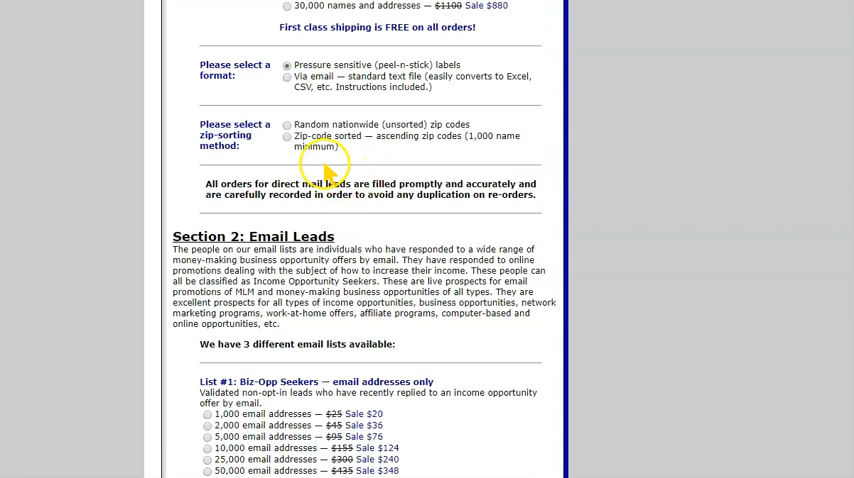 30,000 names and addresses — $1100 Sale $880
First class shipping is FREE on all orders!
Please select a format:
Pressure sensitive (peel-n-stick) labels
Via email — standard text file (easily converts to Excel,
CSV, etc. Instructions included.)
Please select a zip-sorting method:
Random nationwide (unsorted) zip codes
Zip-code sorted — ascending zip codes (1,000 name
minimum)
All orders for direct mail leads are filled promptly and accurately and
are carefully recorded in order to avoid any duplication on re-orders.
Section 2: Email Leads
The people on our email lists are individuals who have responded to a wide range of
money-making business opportunity offers by email. They have responded to online
promotions dealing with the subject of how to increase their income. These people can
all be classified as Income Opportunity Seekers. These are live prospects for email
promotions of MLM and money-making business opportunities of all types. They are
excellent prospects for all types of income opportunities, business opportunities, network
marketing programs, work-at-home offers, affiliate programs, computer-based and
online opportunities, etc.
We have 3 different email lists available:
List #1: Biz-Opp Seekers — email addresses only
Validated non-opt-in leads who have recently replied to an income opportunity
offer by email.
1,000 email addresses — $25 Sale $20
2,000 email addresses — $45 Sale $36
5,000 email addresses — $95 Sale $76
10,000 email addresses — $155 Sale $124
25,000 email addresses — $300 Sale $240
50,000 email addresses — $435 Sale $348